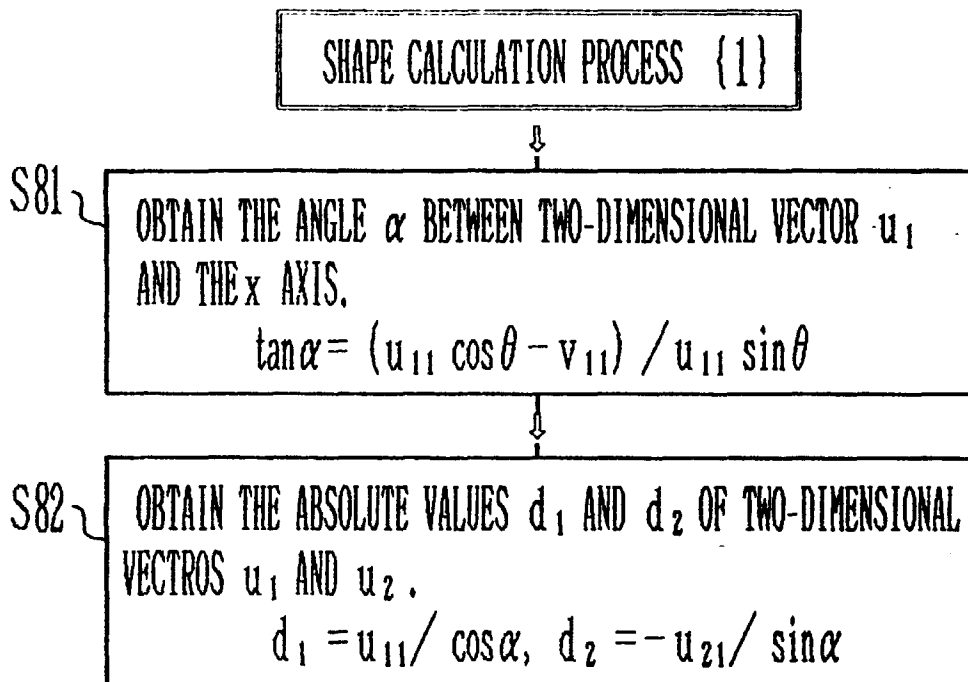 SHAPE CALCULATION PROCESS {1}
S81
OBTAIN THE ANGLE α BETWEEN TWO-DIMENSIONAL VECTOR u₁
AND THE x AXIS.
tanα = (u₁₁ cosθ − v₁₁) / u₁₁ sinθ
S82
OBTAIN THE ABSOLUTE VALUES d₁ AND d₂ OF TWO-DIMENSIONAL
VECTROS u₁ AND u₂.
d₁ = u₁₁ / cosα, d₂ = −u₂₁ / sinα